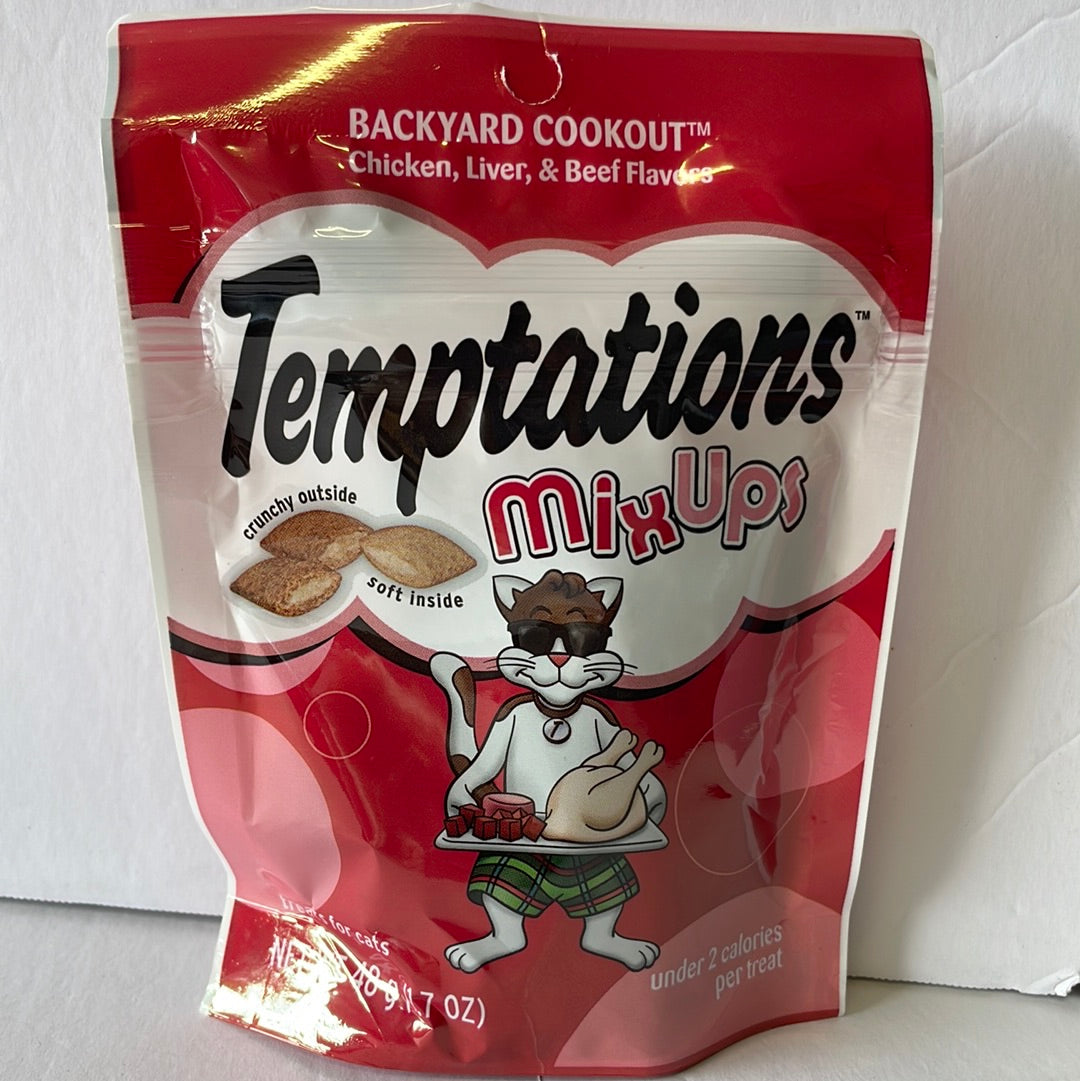 BACKYARD COOKOUT™
Chicken, Liver, & Beef Flavors
Temptations™
MixUps
crunchy outside
soft inside
Treats for cats
48 g (1.7 OZ)
under 2 calories
per treat